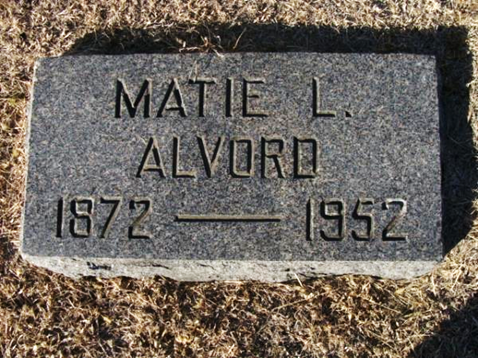 MATIE L.
ALVORD
1872 — 1952